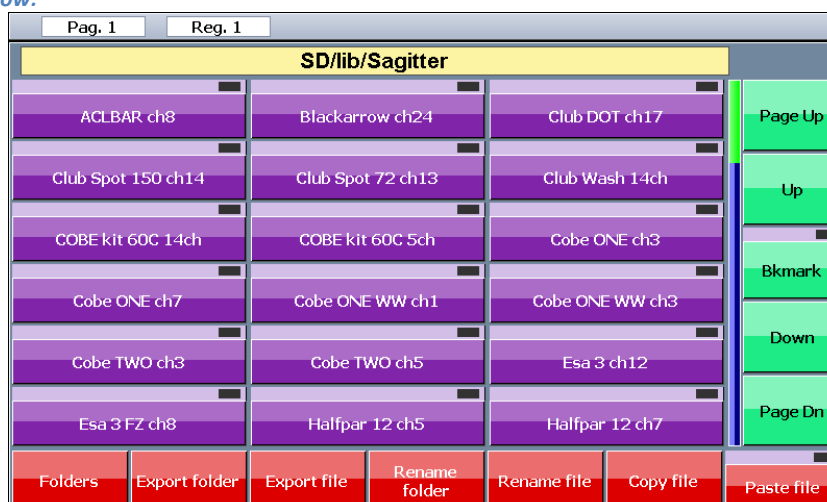 ow:
Pag. 1 Reg. 1
SD/lib/Sagitter
ACLBAR ch8 Blackarrow ch24 Club DOT ch17 Page Up
Club Spot 150 ch14 Club Spot 72 ch13 Club Wash 14ch Up
COBE kit 60C 14ch COBE kit 60C 5ch Cobe ONE ch3
Bkmark
Cobe ONE ch7 Cobe ONE WW ch1 Cobe ONE WW ch3
Down
Cobe TWO ch3 Cobe TWO ch5 Esa 3 ch12
Page Dn
Esa 3 FZ ch8 Halfpar 12 ch5 Halfpar 12 ch7
Folders Export folder Export file Rename folder Rename file Copy file Paste file